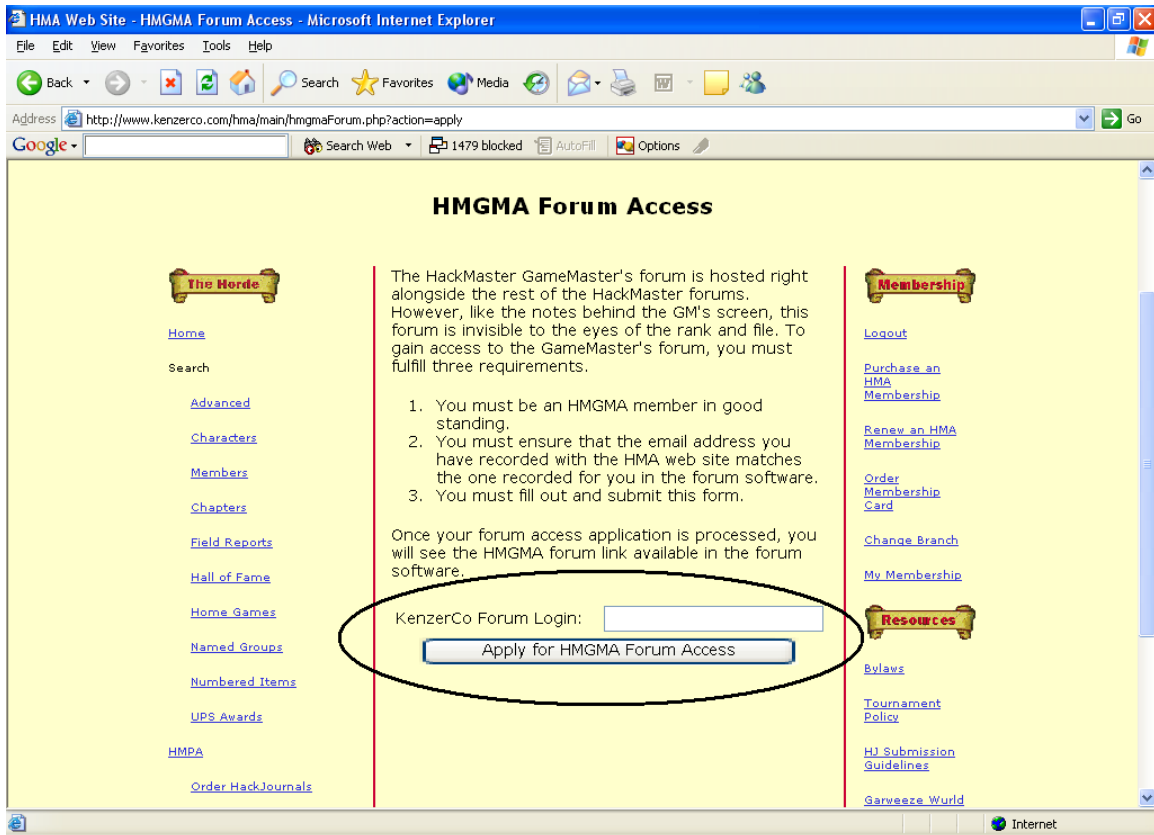 HMA Web Site - HMGMA Forum Access - Microsoft Internet Explorer
File Edit View Favorites Tools Help
Back Search Favorites Media
Address http://www.kenzerco.com/hma/main/hmgmaForum.php?action=apply Go
Google Search Web 1479 blocked AutoFill Options
HMGMA Forum Access
The Horde
Home
Search
Advanced
Characters
Members
Chapters
Field Reports
Hall of Fame
Home Games
Named Groups
Numbered Items
UPS Awards
HMPA
Order HackJournals
The HackMaster GameMaster's forum is hosted right
alongside the rest of the HackMaster forums.
However, like the notes behind the GM's screen, this
forum is invisible to the eyes of the rank and file. To
gain access to the GameMaster's forum, you must
fulfill three requirements.
1. You must be an HMGMA member in good
standing.
2. You must ensure that the email address you
have recorded with the HMA web site matches
the one recorded for you in the forum software.
3. You must fill out and submit this form.
Once your forum access application is processed, you
will see the HMGMA forum link available in the forum
software.
KenzerCo Forum Login:
Apply for HMGMA Forum Access
Membership
Logout
Purchase an
HMA
Membership
Renew an HMA
Membership
Order
Membership
Card
Change Branch
My Membership
Resources
Bylaws
Tournament
Policy
HJ Submission
Guidelines
Garweeze Wurld
Internet